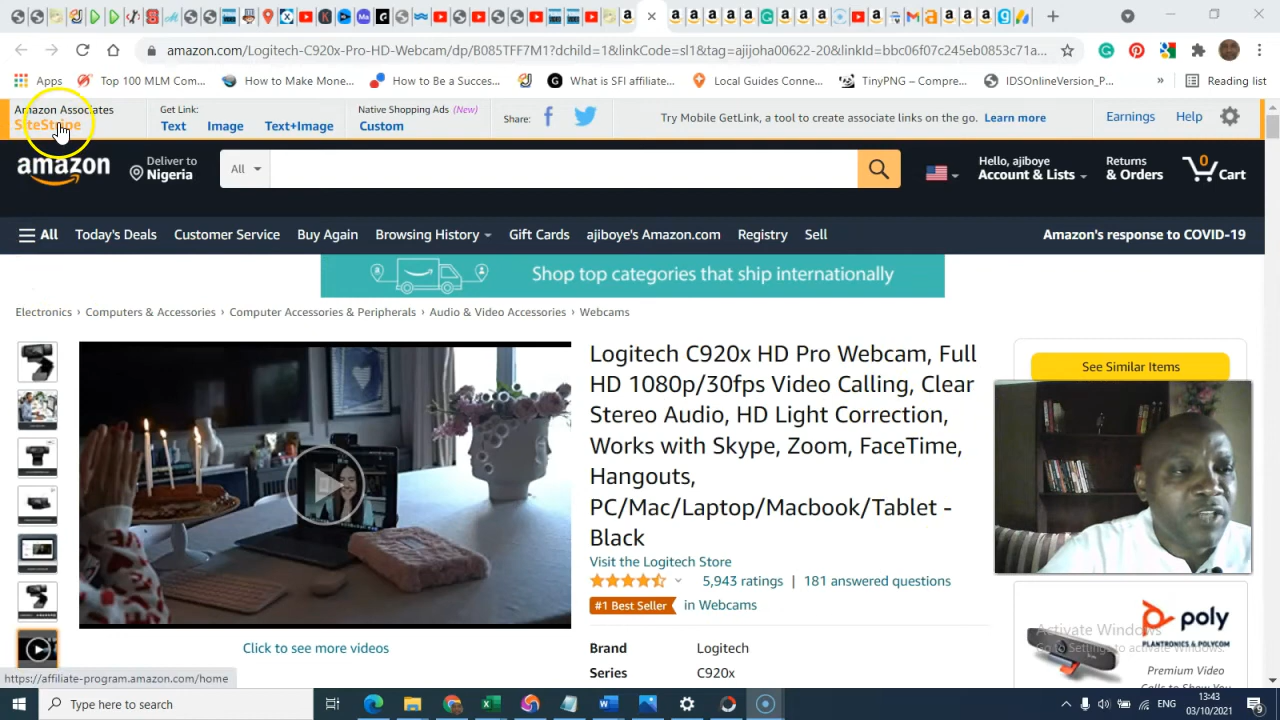 amazon.com/Logitech-C920x-Pro-HD-Webcam/dp/B085TFF7M1?dchild=1&linkCode=sl1&tag=ajijoha00622-20&linkId=bbc06f07c245eb0853c71a...
Apps
Top 100 MLM Com...
How to Make Mone...
How to Be a Succes...
What is SFI affiliate...
Local Guides Conne...
TinyPNG – Compre...
IDSOnlineVersion_P...
»
Reading list
Amazon Associates
SiteStripe
Get Link:
Text
Image
Text+Image
Native Shopping Ads (New)
Custom
Share:
Try Mobile GetLink, a tool to create associate links on the go. Learn more
Earnings
Help
amazon
Deliver to
Nigeria
All
Hello, ajiboye
Account & Lists
Returns
& Orders
0
Cart
All
Today's Deals
Customer Service
Buy Again
Browsing History
Gift Cards
ajiboye's Amazon.com
Registry
Sell
Amazon's response to COVID-19
Shop top categories that ship internationally
Electronics › Computers & Accessories › Computer Accessories & Peripherals › Audio & Video Accessories › Webcams
Logitech C920x HD Pro Webcam, Full
HD 1080p/30fps Video Calling, Clear
Stereo Audio, HD Light Correction,
Works with Skype, Zoom, FaceTime,
Hangouts,
PC/Mac/Laptop/Macbook/Tablet -
Black
Visit the Logitech Store
5,943 ratings | 181 answered questions
#1 Best Seller in Webcams
Brand Logitech
Series C920x
See Similar Items
Click to see more videos
poly
PLANTRONICS & POLYCOM
Premium Video
Calls to Show You
Activate Windows
Go to Settings to activate Windows.
https://affiliate-program.amazon.com/home
Type here to search
ENG
13:43
03/10/2021